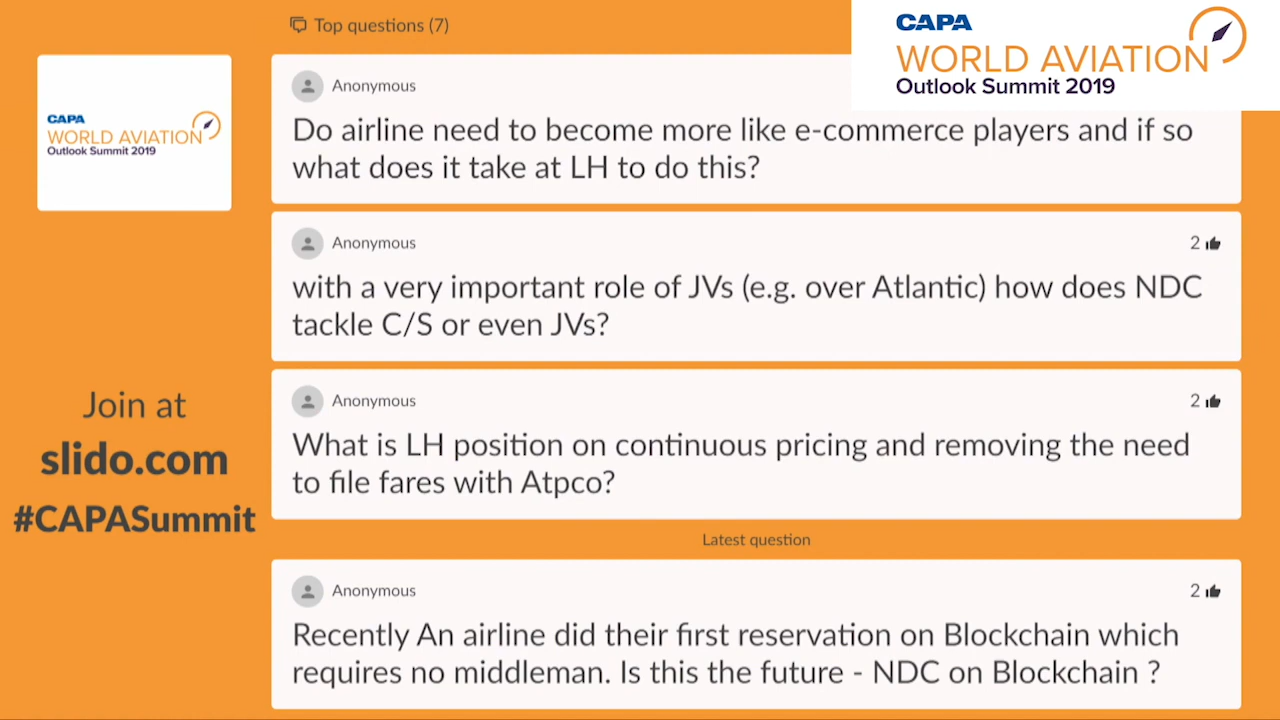 Top questions (7)
CAPA
WORLD AVIATION
Outlook Summit 2019
CAPA
WORLD AVIATION
Outlook Summit 2019
Anonymous
Do airline need to become more like e-commerce players and if so
what does it take at LH to do this?
Anonymous
2
with a very important role of JVs (e.g. over Atlantic) how does NDC
tackle C/S or even JVs?
Anonymous
2
What is LH position on continuous pricing and removing the need
to file fares with Atpco?
Join at
slido.com
#CAPASummit
Latest question
Anonymous
2
Recently An airline did their first reservation on Blockchain which
requires no middleman. Is this the future - NDC on Blockchain ?